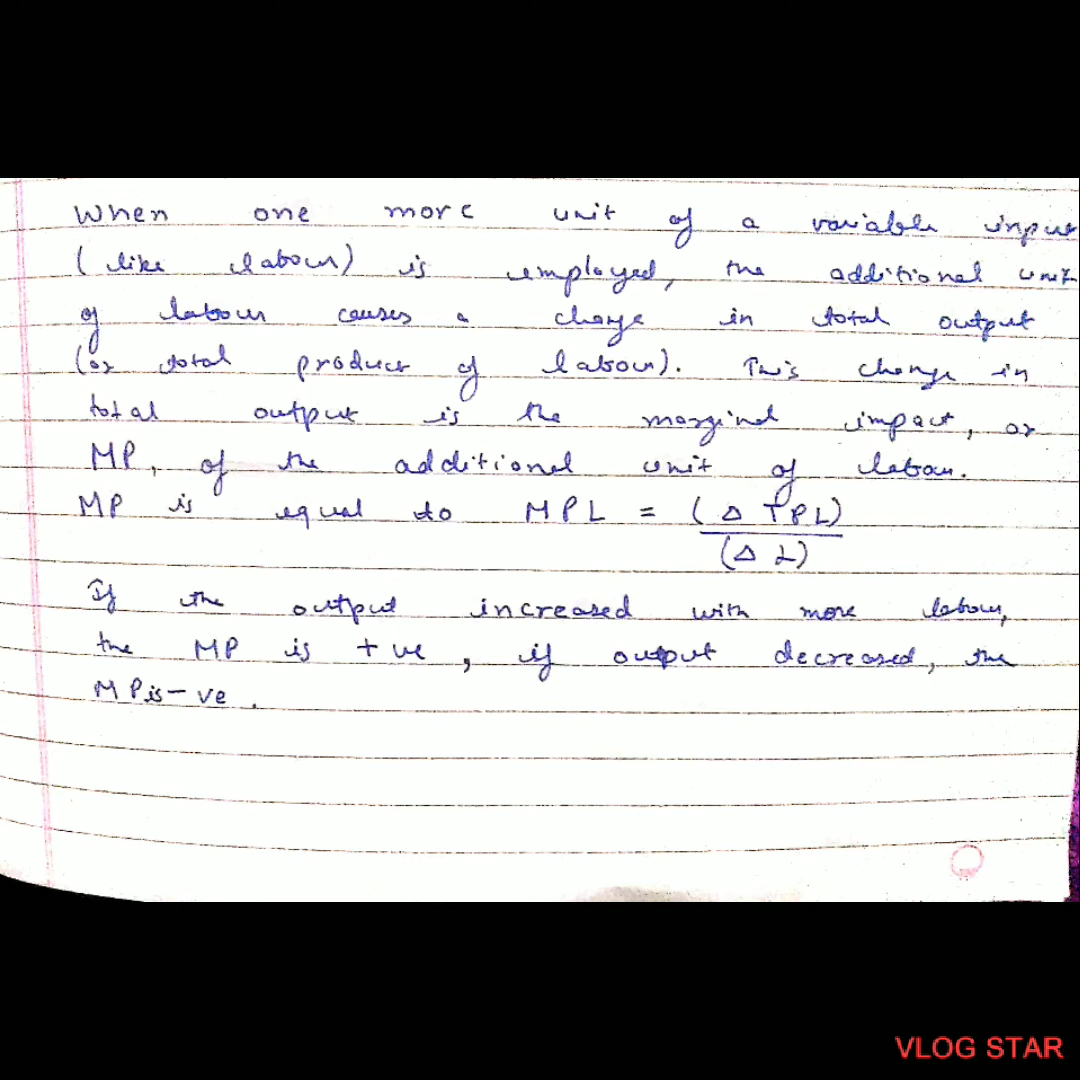 When one more unit of a variable input
(like labour) is employed, the additional unit
of labour causes a change in total output
(or total product of labour). This change in
total output is the marginal impact, or
MP, of the additional unit of labour.
MP is equal to MPL = (Δ TPL)
(Δ L)
If the output increased with more labour,
the MP is +ve, if output decreased, the
MP is -ve.
VLOG STAR